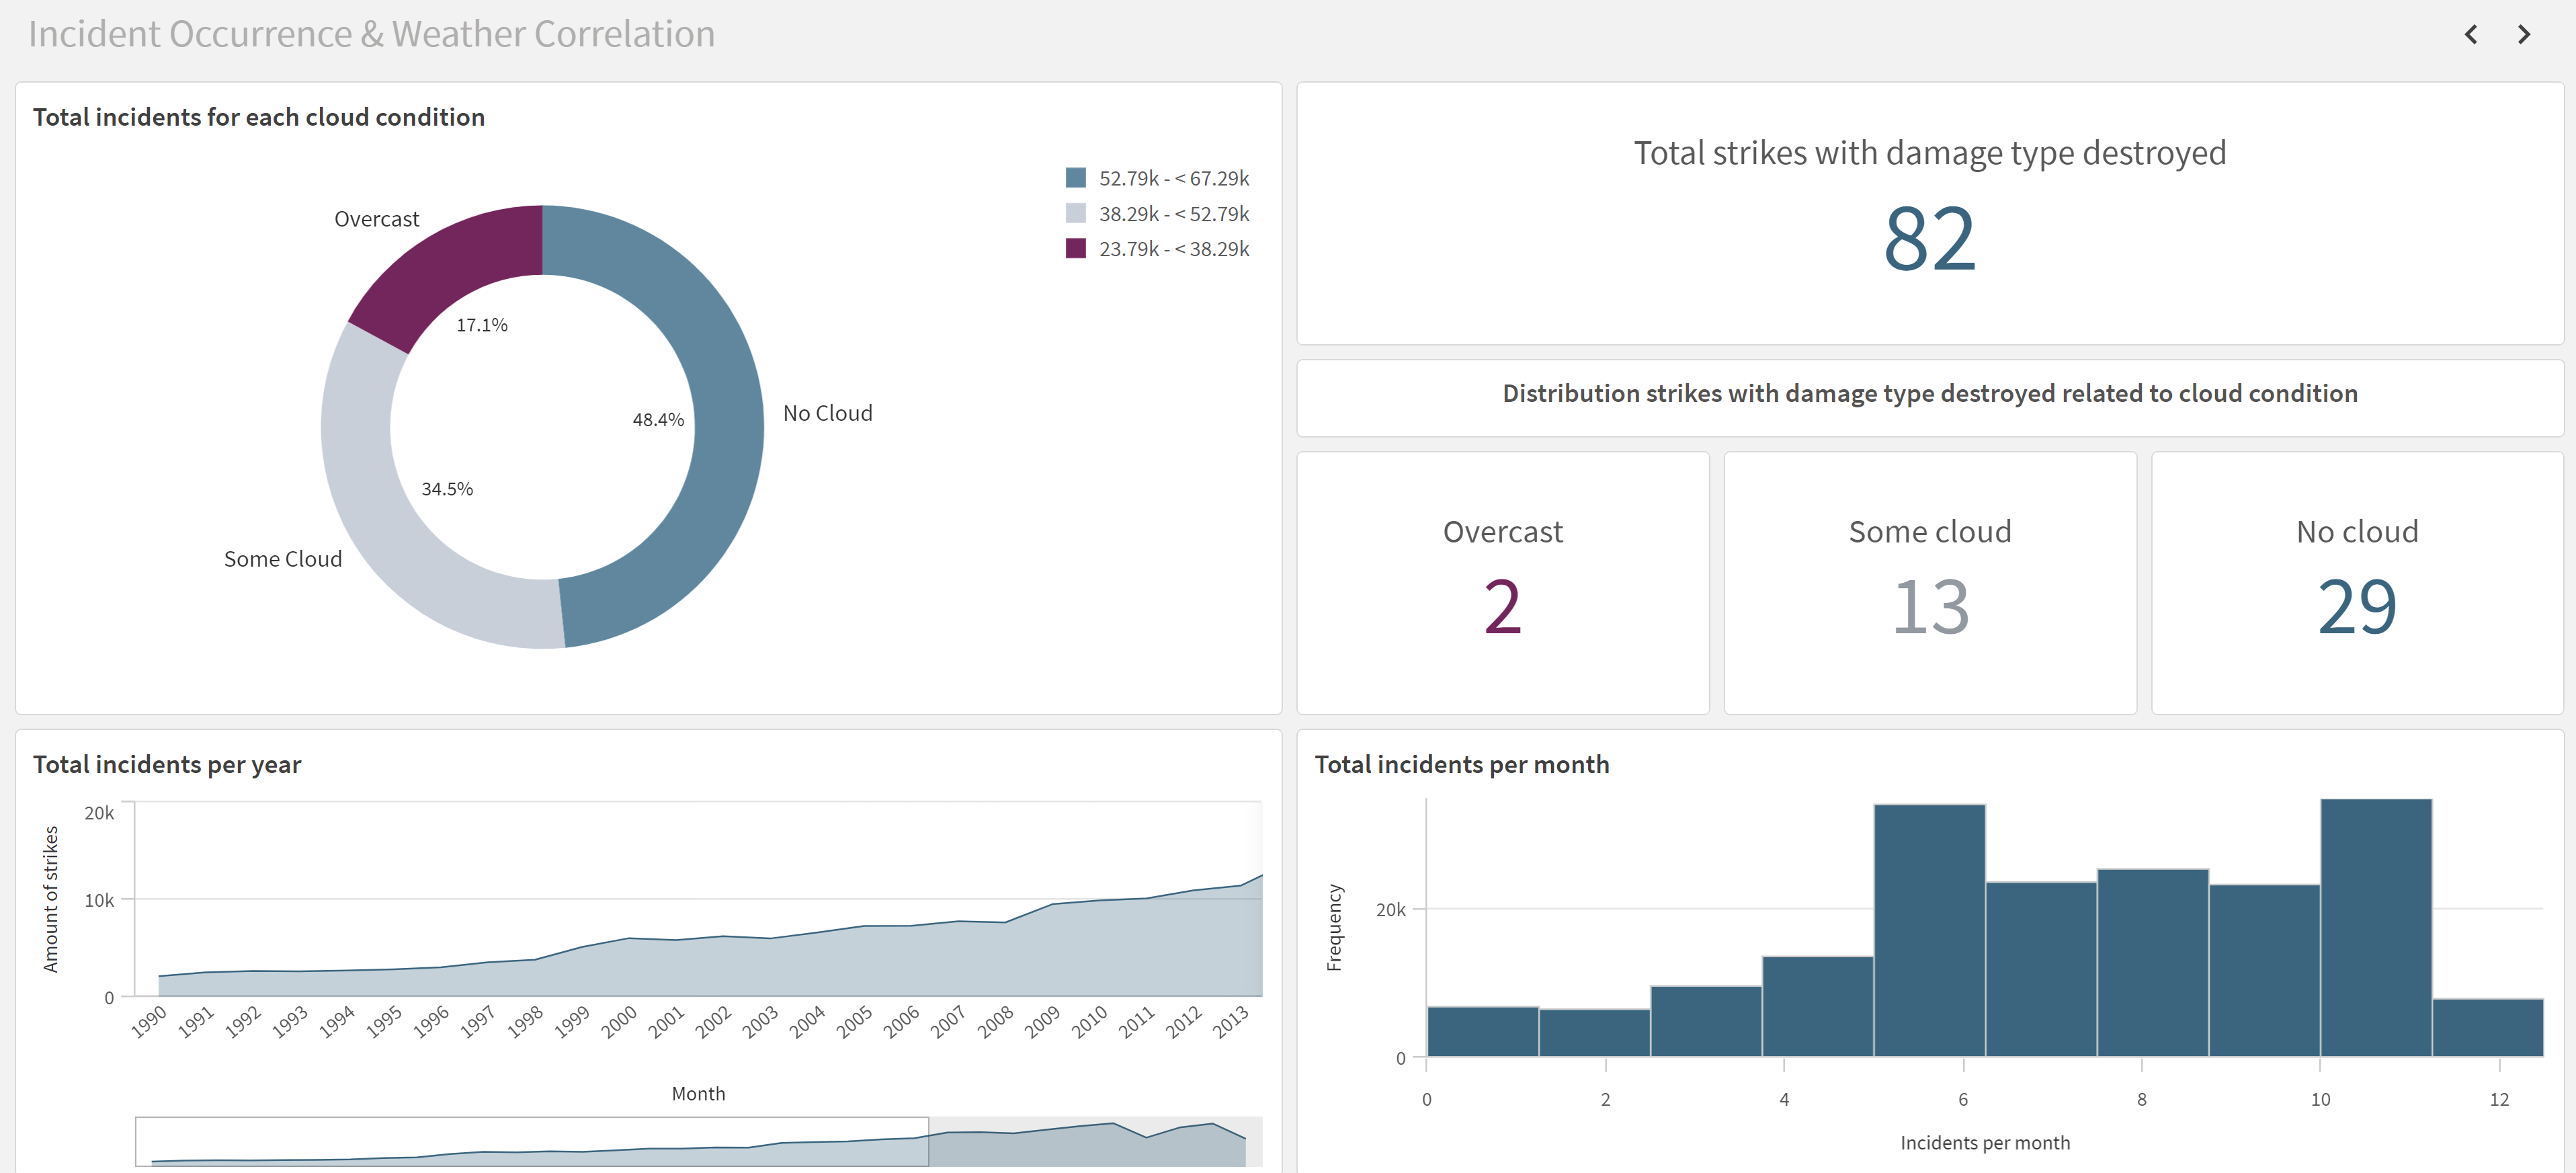 Incident Occurrence & Weather Correlation
Total incidents for each cloud condition
52.79k - < 67.29k
38.29k - < 52.79k
23.79k - < 38.29k
Overcast
17.1%
No Cloud
48.4%
34.5%
Some Cloud
Total strikes with damage type destroyed
82
Distribution strikes with damage type destroyed related to cloud condition
Overcast
2
Some cloud
13
No cloud
29
Total incidents per year
Amount of strikes
20k
10k
0
1990 1991 1992 1993 1994 1995 1996 1997 1998 1999 2000 2001 2002 2003 2004 2005 2006 2007 2008 2009 2010 2011 2012 2013
Month
Total incidents per month
Frequency
20k
0
0 2 4 6 8 10 12
Incidents per month